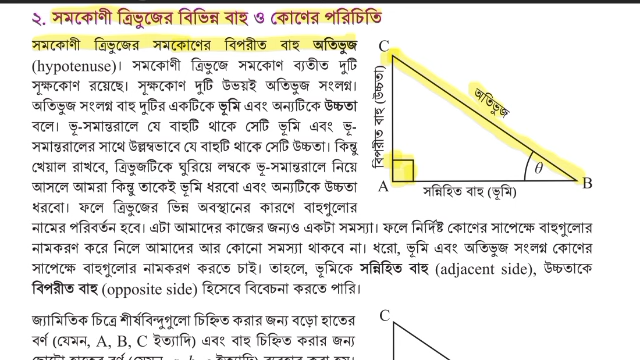 ২. সমকোণী ত্রিভুজের বিভিন্ন বাহু ও কোণের পরিচিতি
সমকোণী ত্রিভুজের সমকোণের বিপরীত বাহু অতিভুজ
(hypotenuse)। সমকোণী ত্রিভুজে সমকোণ ব্যতীত দুটি
সূক্ষকোণ রয়েছে। সূক্ষকোণ দুটি উভয়ই অতিভুজ সংলগ্ন।
অতিভুজ সংলগ্ন বাহু দুটির একটিকে ভূমি এবং অন্যটিকে উচ্চতা
বলে। ভূ-সমান্তরালে যে বাহুটি থাকে সেটি ভূমি এবং ভূ-
সমান্তরালের সাথে উল্লম্বভাবে যে বাহুটি থাকে সেটি উচ্চতা। কিন্তু
খেয়াল রাখবে, ত্রিভুজটিকে ঘুরিয়ে লম্বকে ভূ-সমান্তরালে নিয়ে
আসলে আমরা কিন্তু তাকেই ভূমি ধরবো এবং অন্যটিকে উচ্চতা
ধরবো। ফলে ত্রিভুজের ভিন্ন অবস্থানের কারণে বাহুগুলোর
নামের পরিবর্তন হবে। এটা আমাদের কাজের জন্যও একটা সমস্যা। ফলে নির্দিষ্ট কোণের সাপেক্ষে বাহুগুলোর
নামকরণ করে নিলে আমাদের আর কোনো সমস্যা থাকবে না। ধরো, ভূমি এবং অতিভুজ সংলগ্ন কোণের
সাপেক্ষে বাহুগুলোর নামকরণ করতে চাই। তাহলে, ভূমিকে সন্নিহিত বাহু (adjacent side), উচ্চতাকে
বিপরীত বাহু (opposite side) হিসেবে বিবেচনা করতে পারি।
C
অতিভুজ
বিপরীত বাহু (উচ্চতা)
θ
A
সন্নিহিত বাহু (ভূমি)
B
জ্যামিতিক চিত্রে শীর্ষবিন্দুগুলো চিহ্নিত করার জন্য বড়ো হাতের
বর্ণ (যেমন, A, B, C ইত্যাদি) এবং বাহু চিহ্নিত করার জন্য
C